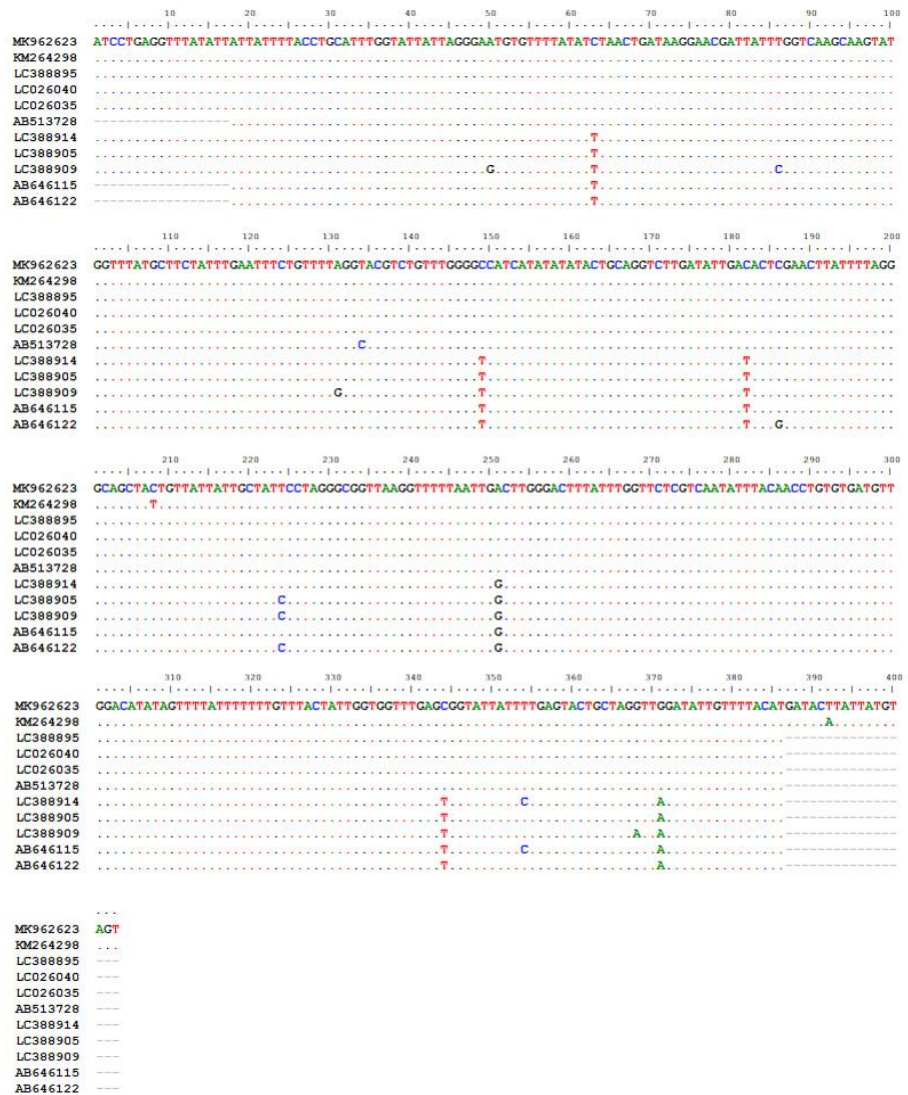 10 20 30 40 50 60 70 80 90 100
MK962623 ATCCTGAGGTTTATATTATTATTTTACCTGCATTTGGTATTATTAGGGAATGTGTTTTATATCTAACTGATAAGGAACGATTATTTGGTCAAGCAAGTAT
KM264298 ....................................................................................................
LC388895 ....................................................................................................
LC026040 ....................................................................................................
LC026035 ....................................................................................................
AB513728 -----------------...................................................................................
LC388914 ..............................................................T.....................................
LC388905 ..............................................................T.....................................
LC388909 .................................................G............T......................C..............
AB646115 -----------------.............................................T.....................................
AB646122 -----------------.............................................T.....................................
110 120 130 140 150 160 170 180 190 200
MK962623 GGTTTATGCTTCTATTTGAATTTCTGTTTTAGGTACGTCTGTTTGGGGCCATCATATATATACTGCAGGTCTTGATATTGACACTCGAACTTATTTTAGG
KM264298 ....................................................................................................
LC388895 ....................................................................................................
LC026040 ....................................................................................................
LC026035 ....................................................................................................
AB513728 .................................C..................................................................
LC388914 ................................................T................................T..................
LC388905 ................................................T................................T..................
LC388909 ..............................G.................T................................T..................
AB646115 ................................................T................................T..................
AB646122 ................................................T................................T...G..............
210 220 230 240 250 260 270 280 290 300
MK962623 GCAGCTACTGTTATTATTGCTATTCCTAGGGCGGTTAAGGTTTTTAATTGACTTGGGACTTTATTTGGTTCTCGTCAATATTTACAACCTGTGTGATGTT
KM264298 .......T............................................................................................
LC388895 ....................................................................................................
LC026040 ....................................................................................................
LC026035 ....................................................................................................
AB513728 ....................................................................................................
LC388914 ..................................................G.................................................
LC388905 .......................C..........................G.................................................
LC388909 .......................C..........................G.................................................
AB646115 ..................................................G.................................................
AB646122 .......................C..........................G.................................................
310 320 330 340 350 360 370 380 390 400
MK962623 GGACATATAGTTTTATTTTTTTGTTTACTATTGGTGGTTTGAGCGGTATTATTTTGAGTACTGCTAGGTTGGATATTGTTTTACATGATACTTATTATGT
KM264298 ...........................................................................................A........
LC388895 ......................................................................................--------------
LC026040 ......................................................................................--------------
LC026035 ......................................................................................--------------
AB513728 ......................................................................................--------------
LC388914 ...........................................T.........C................A...............--------------
LC388905 ...........................................T..........................A...............--------------
LC388909 ...........................................T.......................A..A...............--------------
AB646115 ...........................................T.........C................A...............--------------
AB646122 ...........................................T..........................A...............--------------
...
MK962623 AGT
KM264298 ...
LC388895 ---
LC026040 ---
LC026035 ---
AB513728 ---
LC388914 ---
LC388905 ---
LC388909 ---
AB646115 ---
AB646122 ---